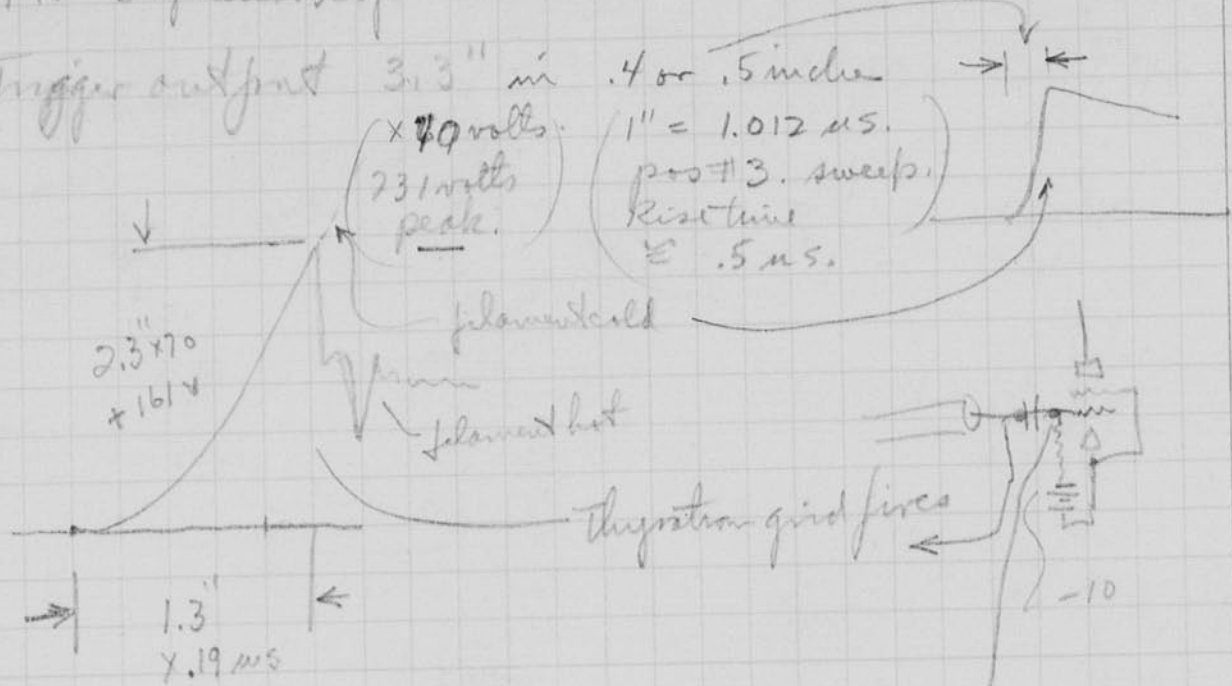 Trigger output 3.3" in .4 or .5 inche
x 70 volts.
231 volts
peak.
1" = 1.012 us.
pos #3. sweep.
Rise time
≅ .5 us.
filament cold
2.3" x 70
+ 161 v
filament hot
Thyratron grid fires
-10
1.3"
x .19 us